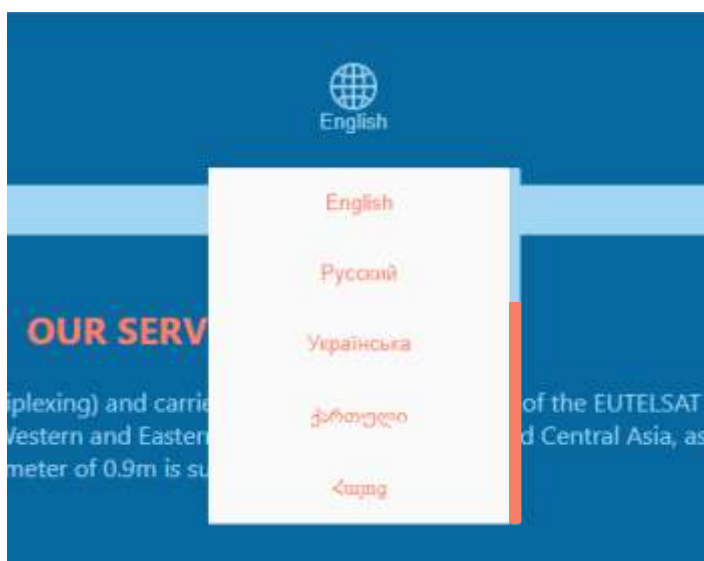 English
English
Русский
OUR SERV
Українська
iplexing) and carrie of the EUTELSAT
ქართული
Western and Eastern d Central Asia, as
meter of 0.9m is su
Հայոց